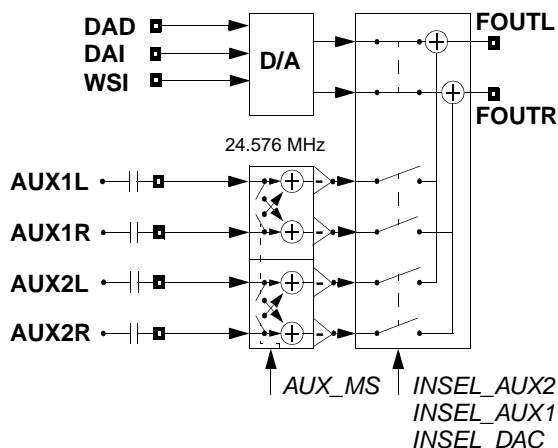 DAD
DAI
WSI
D/A
FOUTL
FOUTR
24.576 MHz
AUX1L
AUX1R
AUX2L
AUX2R
AUX_MS
INSEL_AUX2
INSEL_AUX1
INSEL_DAC